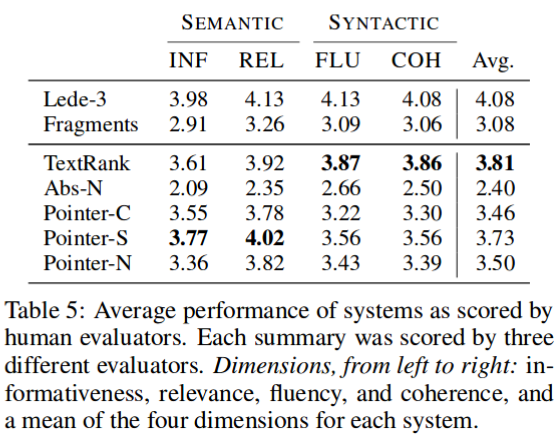 SEMANTIC SYNTACTIC
INF REL FLU COH Avg.
Lede-3 3.98 4.13 4.13 4.08 4.08
Fragments 2.91 3.26 3.09 3.06 3.08
TextRank 3.61 3.92 3.87 3.86 3.81
Abs-N 2.09 2.35 2.66 2.50 2.40
Pointer-C 3.55 3.78 3.22 3.30 3.46
Pointer-S 3.77 4.02 3.56 3.56 3.73
Pointer-N 3.36 3.82 3.43 3.39 3.50
Table 5: Average performance of systems as scored by
human evaluators. Each summary was scored by three
different evaluators. Dimensions, from left to right: in-
formativeness, relevance, fluency, and coherence, and
a mean of the four dimensions for each system.